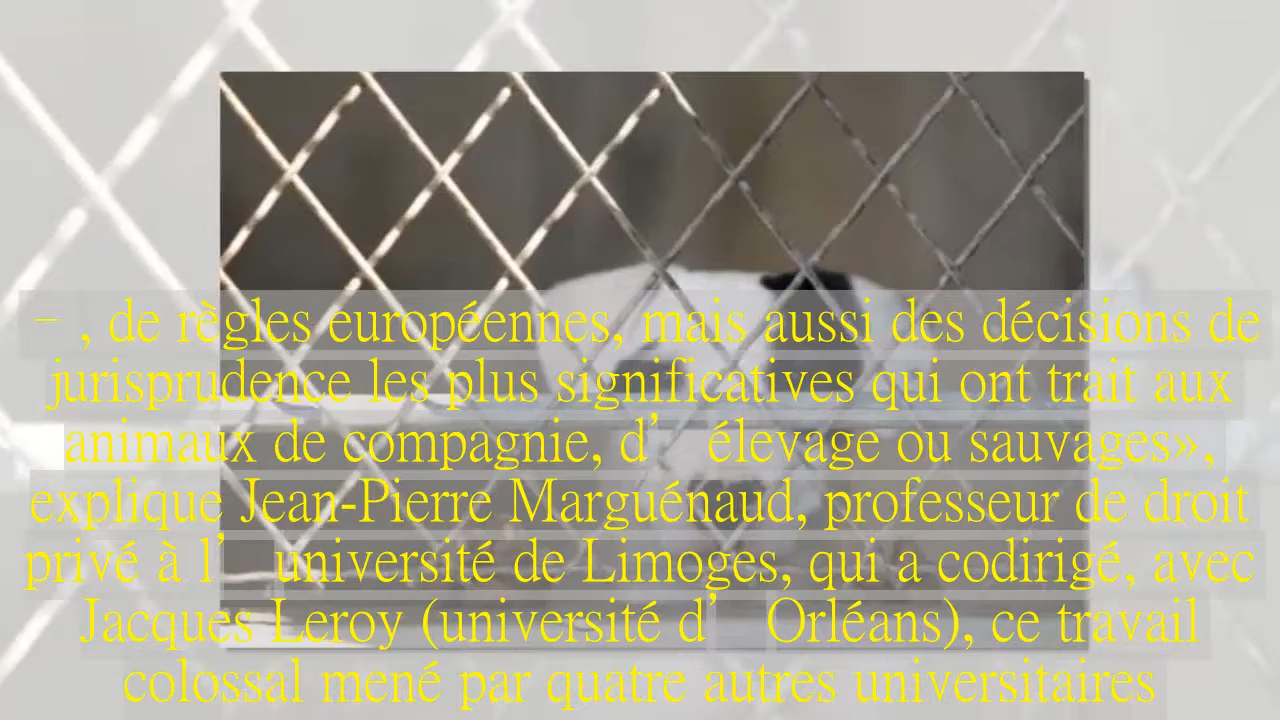 – , de règles européennes, mais aussi des décisions de
jurisprudence les plus significatives qui ont trait aux
animaux de compagnie, d’ élevage ou sauvages»,
explique Jean-Pierre Marguénaud, professeur de droit
privé à l’ université de Limoges, qui a codirigé, avec
Jacques Leroy (université d’ Orléans), ce travail
colossal mené par quatre autres universitaires